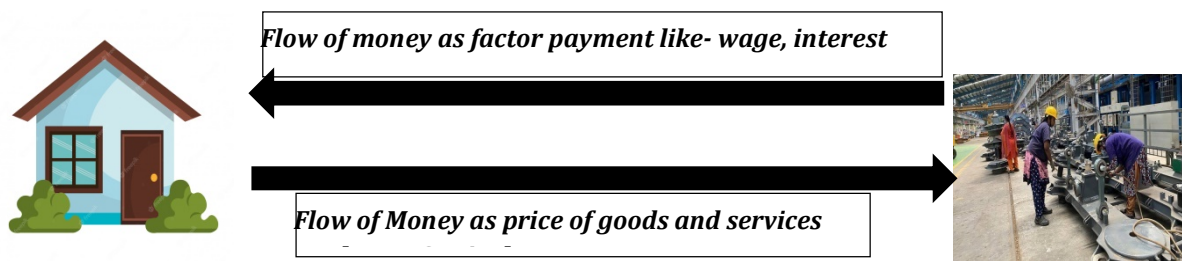 Flow of money as factor payment like- wage, interest
Flow of Money as price of goods and services